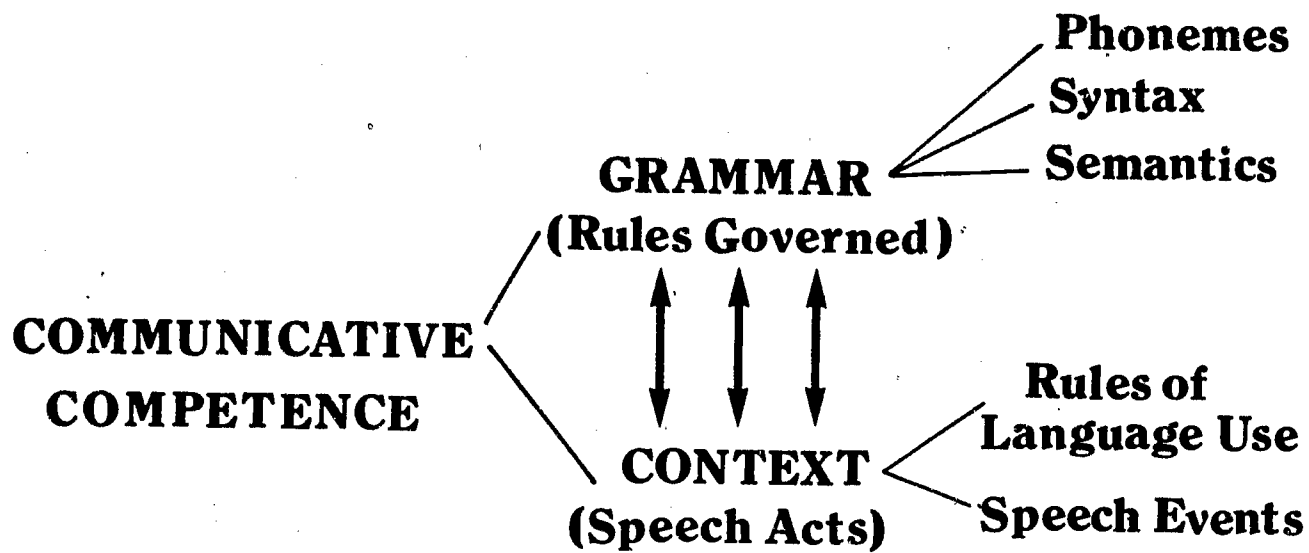 Phonemes
Syntax
Semantics
GRAMMAR
(Rules Governed)
COMMUNICATIVE
COMPETENCE
CONTEXT
(Speech Acts)
Rules of
Language Use
Speech Events